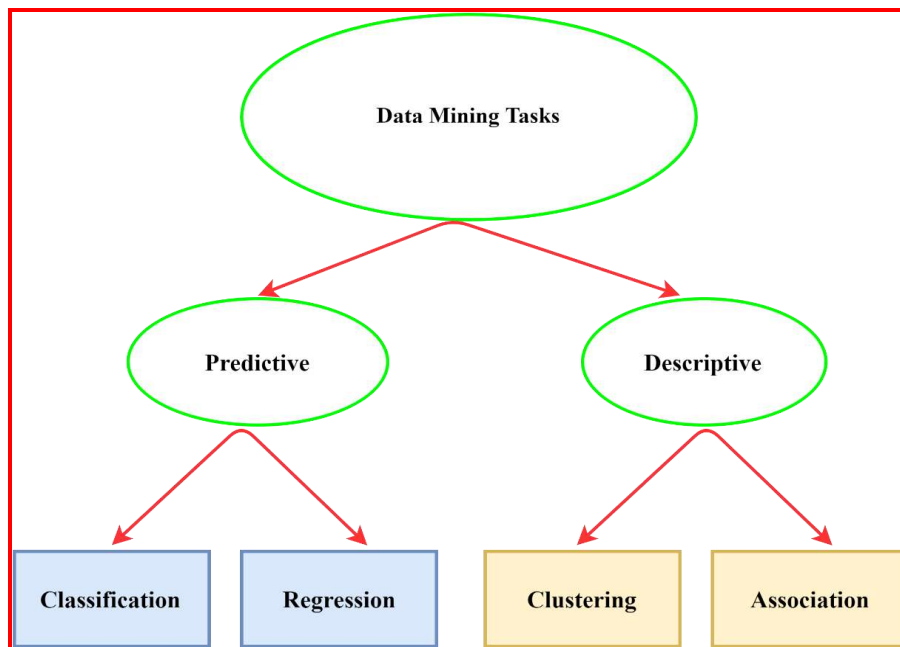 Data Mining Tasks
Predictive
Descriptive
Classification
Regression
Clustering
Association